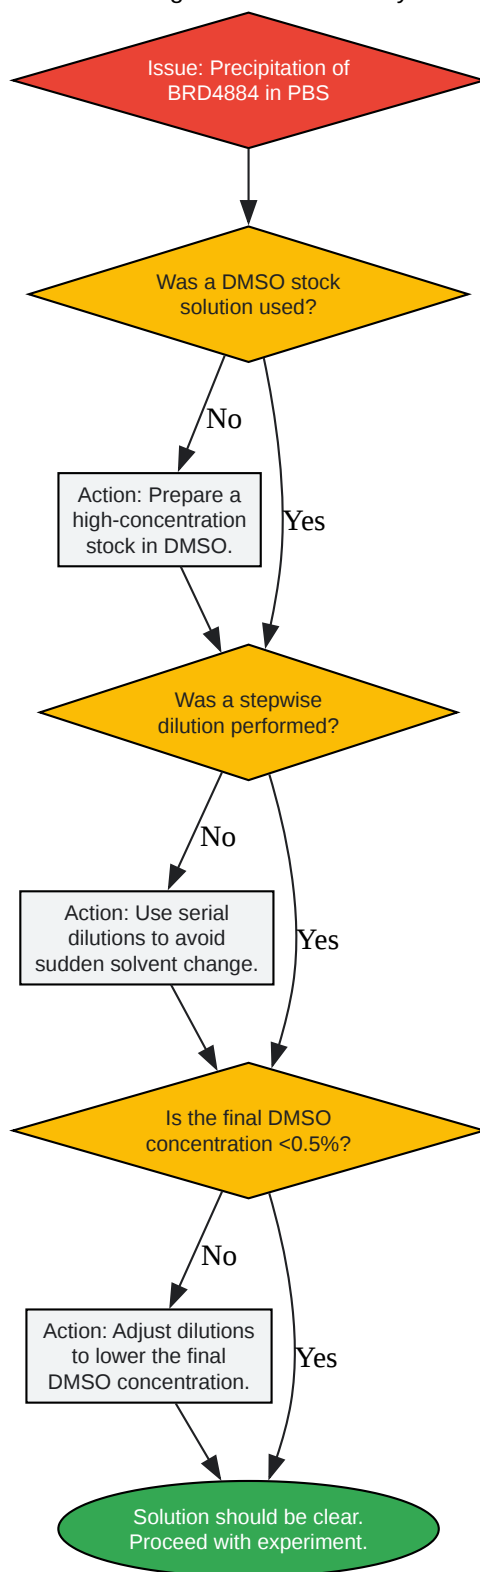 Issue: Precipitation of
BRD4884 in PBS
Was a DMSO stock
solution used?
No
Action: Prepare a
high-concentration
stock in DMSO.
Yes
Was a stepwise
dilution performed?
No
Action: Use serial
dilutions to avoid
sudden solvent change.
Yes
Is the final DMSO
concentration <0.5%?
No
Action: Adjust dilutions
to lower the final
DMSO concentration.
Yes
Solution should be clear.
Proceed with experiment.